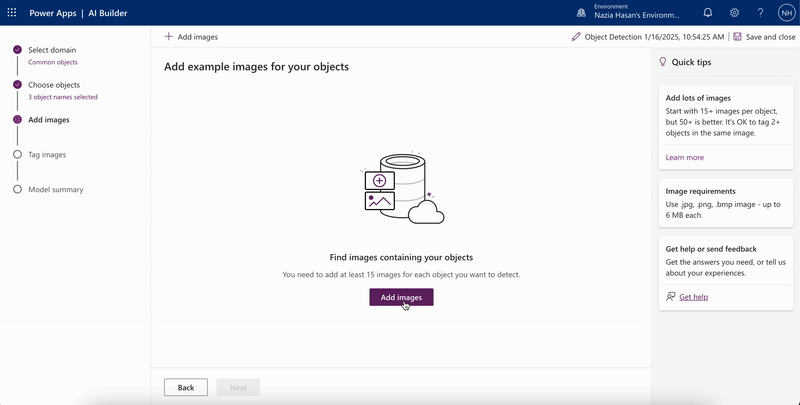 Power Apps | AI Builder
Environment
Nazia Hasan's Environm...
?
NH
Select domain
Common objects
Choose objects
3 object names selected
Add images
Tag images
Model summary
+ Add images
Object Detection 1/16/2025, 10:54:25 AM
Save and close
Add example images for your objects
Find images containing your objects
You need to add at least 15 images for each object you want to detect.
Add images
Back
Next
Quick tips
Add lots of images
Start with 15+ images per object,
but 50+ is better. It's OK to tag 2+
objects in the same image.
Learn more
Image requirements
Use .jpg, .png, .bmp image - up to
6 MB each.
Get help or send feedback
Get the answers you need, or tell us
about your experiences.
Get help